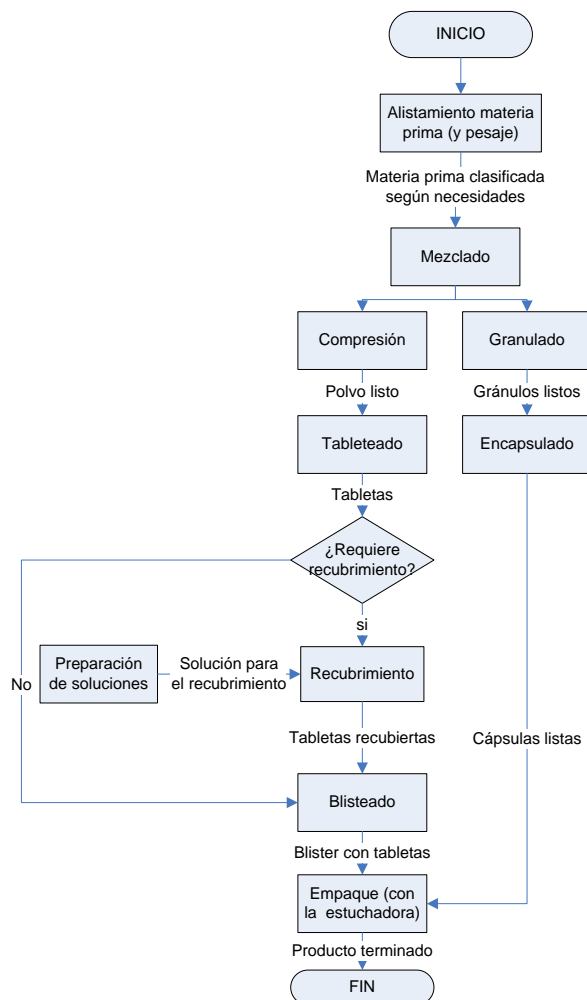 INICIO
Alistamiento materia
prima (y pesaje)
Materia prima clasificada
según necesidades
Mezclado
Compresión
Granulado
Polvo listo
Gránulos listos
Tableteado
Encapsulado
Tabletas
¿Requiere
recubrimiento?
si
Preparación
de soluciones
Solución para
el recubrimiento
Recubrimiento
No
Tabletas recubiertas
Cápsulas listas
Blisteado
Blister con tabletas
Empaque (con
la estuchadora)
Producto terminado
FIN